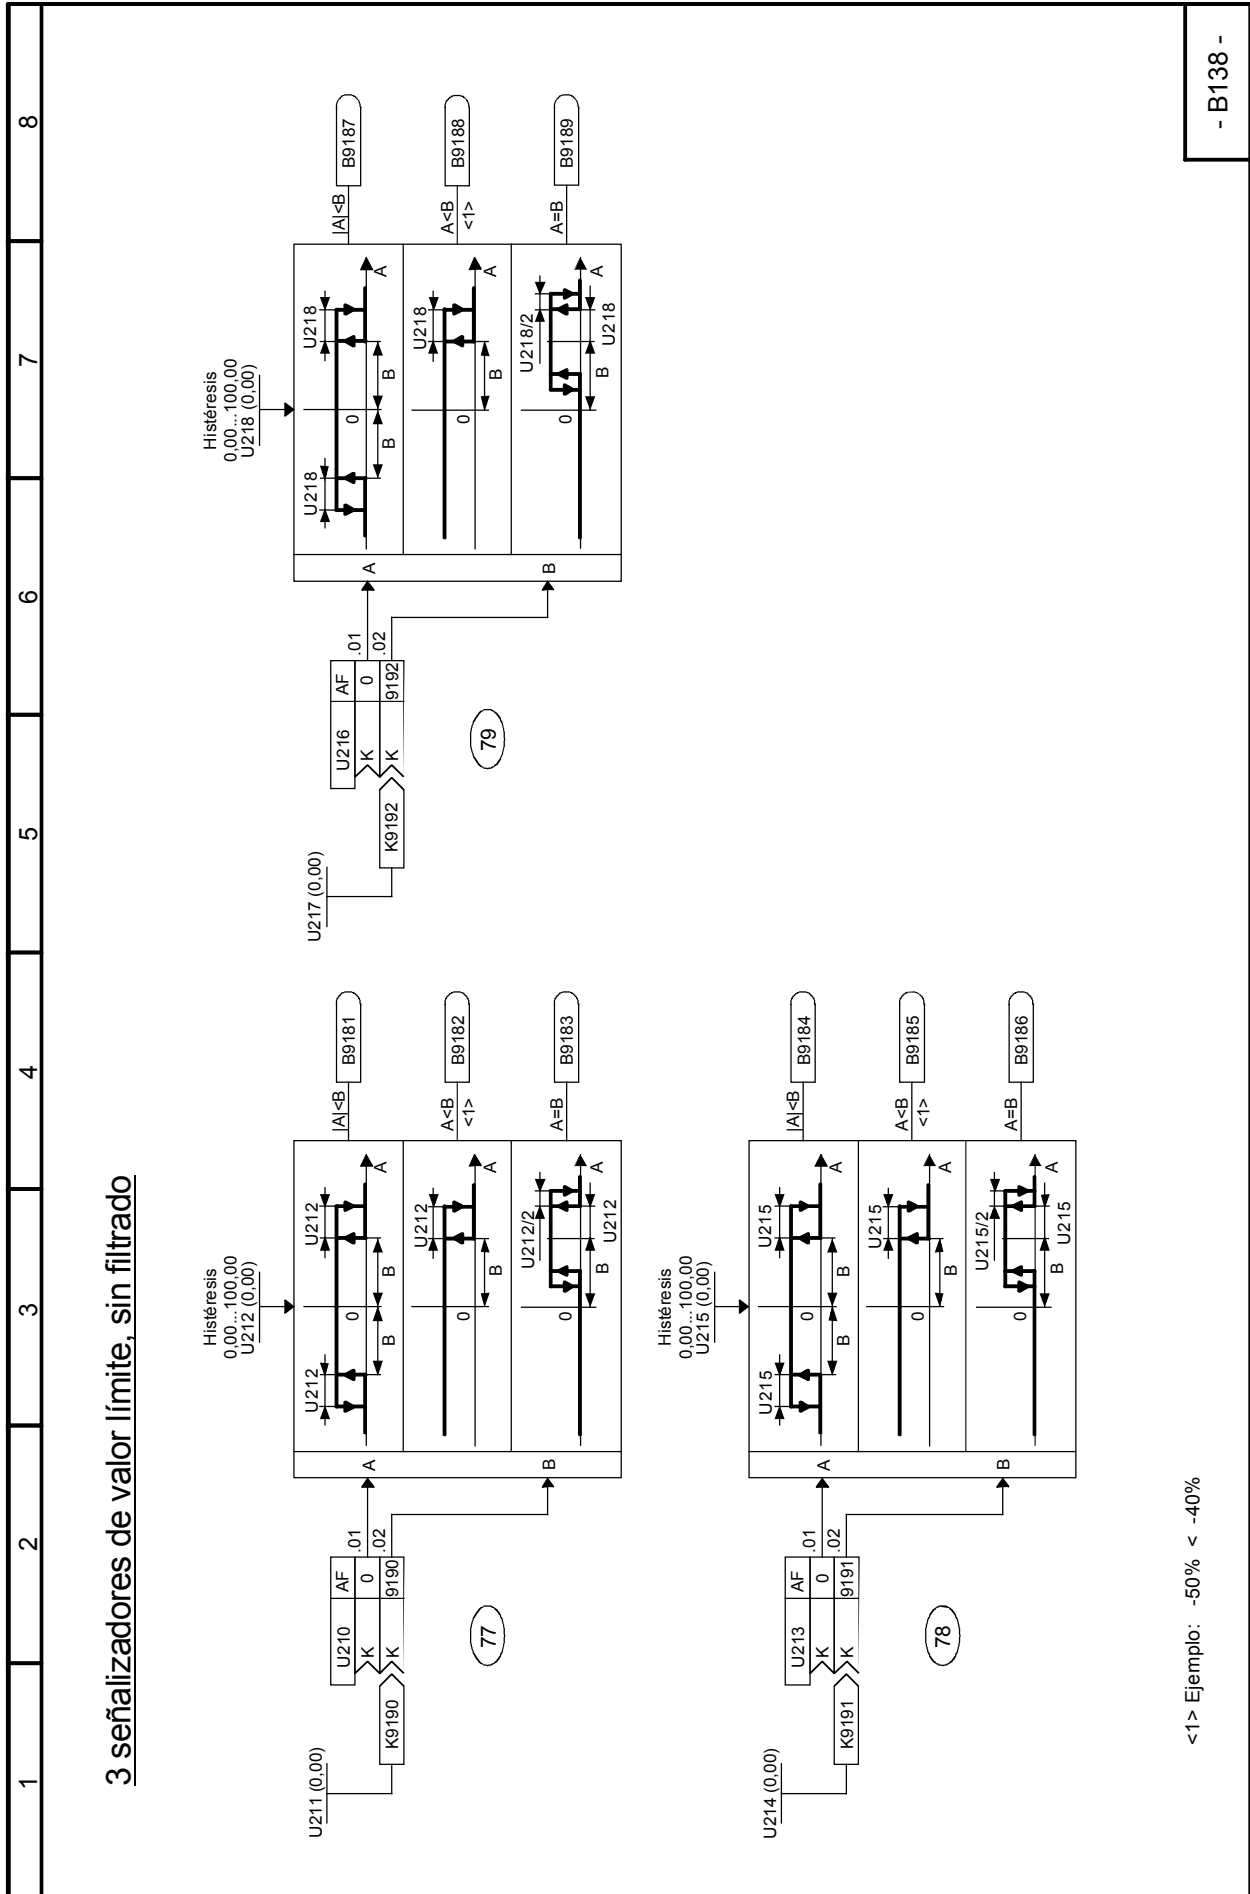 1 2 3 4 5 6 7 8
3 señalizadores de valor límite, sin filtrado
U211 (0,00)
K9190
U210 AF
K 0 .01
K 9190 .02
77
Histéresis
0,00...100,00
U212 (0,00)
A
B
U212 U212
B 0 B A
|A|<B
B9181
U212
0 B A
A<B
<1>
B9182
U212/2
0 B U212 A
A=B
B9183
U214 (0,00)
K9191
U213 AF
K 0 .01
K 9191 .02
78
Histéresis
0,00...100,00
U215 (0,00)
A
B
U215 U215
B 0 B A
|A|<B
B9184
U215
0 B A
A<B
<1>
B9185
U215/2
0 B U215 A
A=B
B9186
U217 (0,00)
K9192
U216 AF
K 0 .01
K 9192 .02
79
Histéresis
0,00...100,00
U218 (0,00)
A
B
U218 U218
B 0 B A
|A|<B
B9187
U218
0 B A
A<B
<1>
B9188
U218/2
0 B U218 A
A=B
B9189
<1> Ejemplo: -50% < -40%
- B138 -